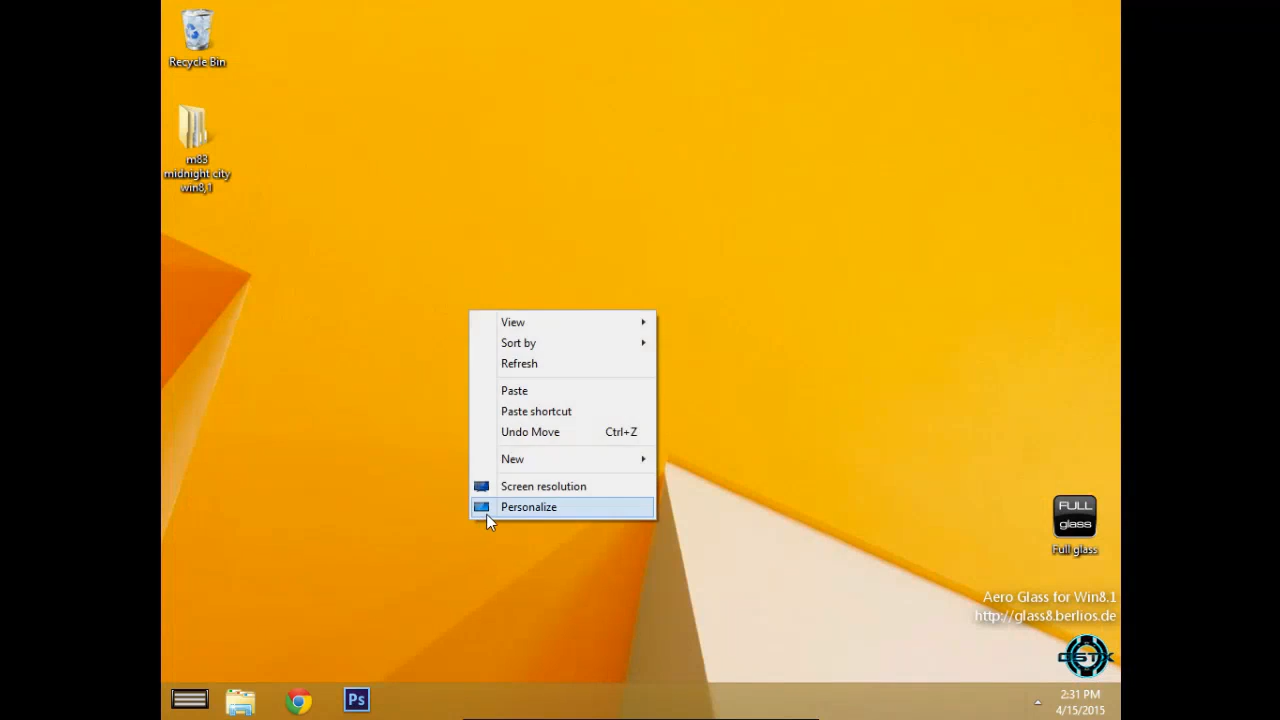 Recycle Bin
m83
midnight city
win8,1
View
Sort by
Refresh
Paste
Paste shortcut
Undo Move Ctrl+Z
New
Screen resolution
Personalize
FULL
glass
Full glass
Aero Glass for Win8.1
http://glass8.berlios.de
Ps
2:31 PM
4/15/2015